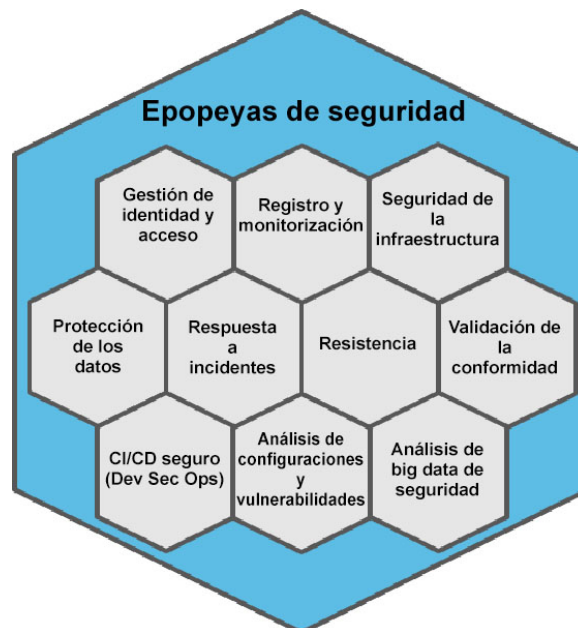 Epopeyas de seguridad
Gestión de
identidad y
acceso
Registro y
monitorización
Seguridad de
la
infraestructura
Protección
de los
datos
Respuesta
a
incidentes
Resistencia
Validación de
la
conformidad
CI/CD seguro
(Dev Sec Ops)
Análisis de
configuraciones
y
vulnerabilidades
Análisis de
big data de
seguridad